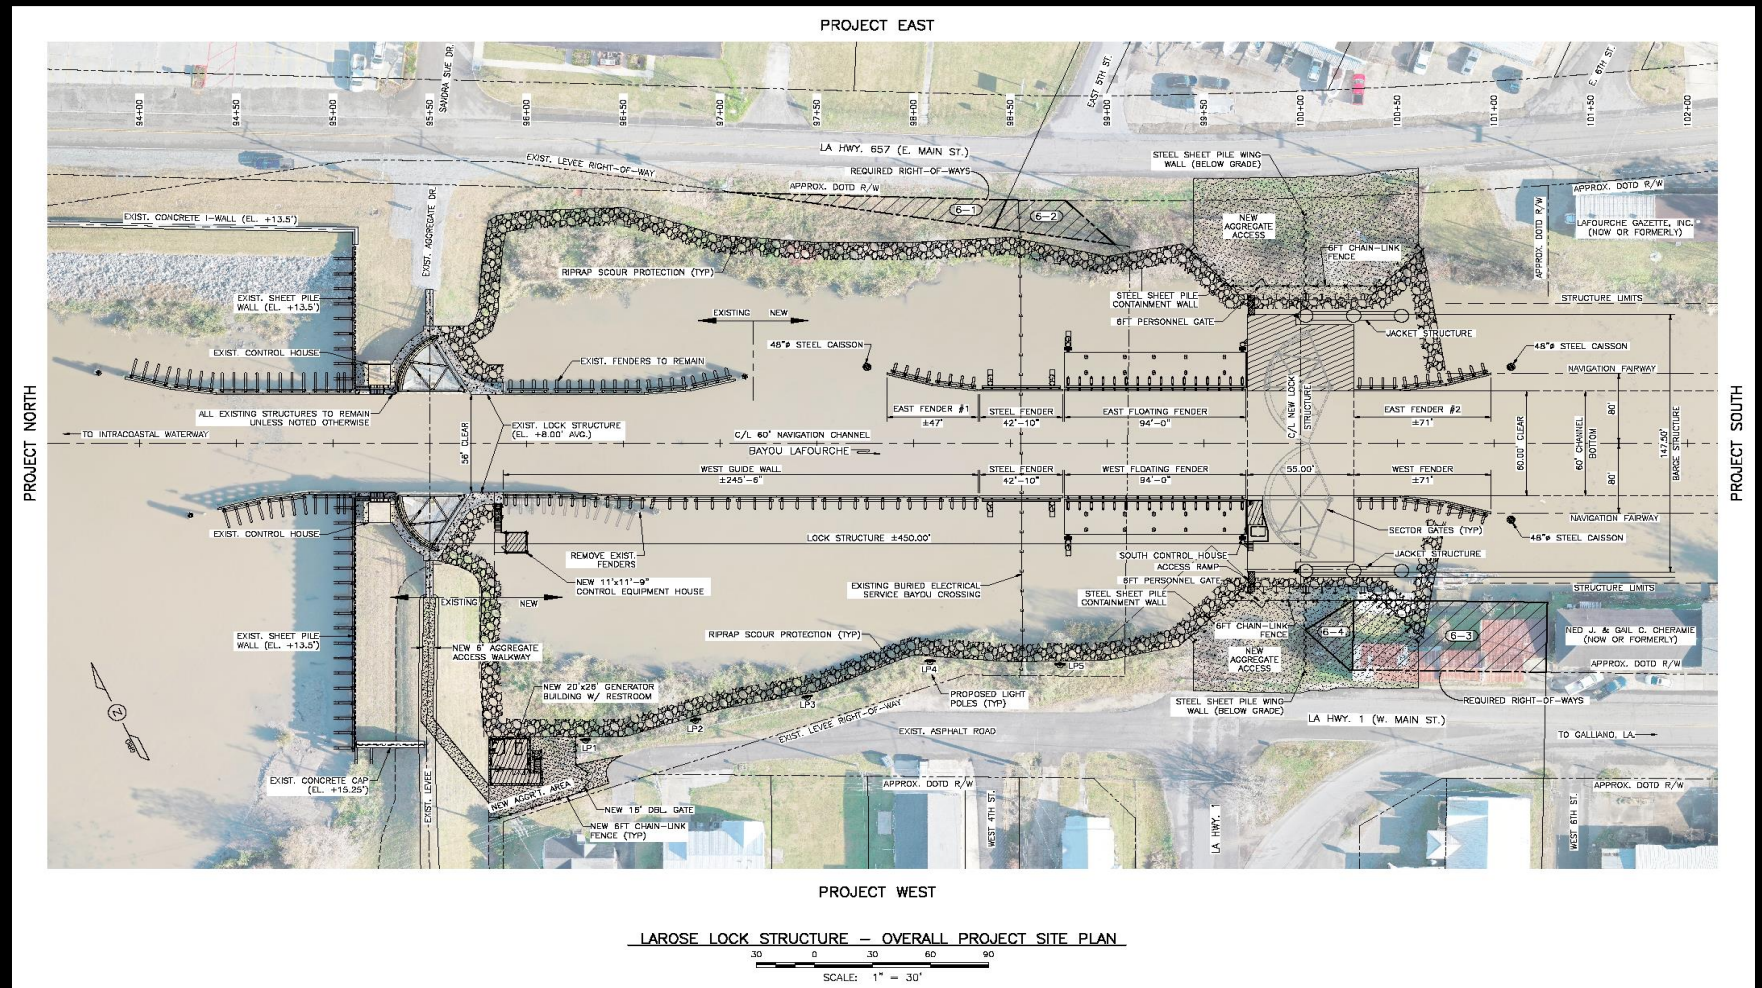 PROJECT EAST
SANDRA SUE DR.
EAST 5TH ST.
E. 6TH ST.
94+00
94+50
95+00
95+50
96+00
96+50
97+00
97+50
98+00
98+50
99+00
99+50
100+00
100+50
101+00
101+50
102+00
LA HWY. 657 (E. MAIN ST.)
EXIST. LEVEE RIGHT-OF-WAY
REQUIRED RIGHT-OF-WAYS
STEEL SHEET PILE WING
WALL (BELOW GRADE)
APPROX. DOTD R/W
APPROX. DOTD R/W
EXIST. AGGREGATE DR.
EXIST. CONCRETE I-WALL (EL. +13.5')
6-1
6-2
NEW
AGGREGATE
ACCESS
APPROX. DOTD R/W
LAFOURCHE GAZETTE, INC.
(NOW OR FORMERLY)
6FT CHAIN-LINK
FENCE
RIPRAP SCOUR PROTECTION (TYP)
EXIST. SHEET PILE
WALL (EL. +13.5')
STEEL SHEET PILE
CONTAINMENT WALL
STRUCTURE LIMITS
EXISTING
NEW
6FT PERSONNEL GATE
JACKET STRUCTURE
48"ø STEEL CAISSON
48"ø STEEL CAISSON
EXIST. CONTROL HOUSE
EXIST. FENDERS TO REMAIN
NAVIGATION FAIRWAY
PROJECT NORTH
PROJECT SOUTH
ALL EXISTING STRUCTURES TO REMAIN
UNLESS NOTED OTHERWISE
EAST FENDER #1
±47'
STEEL FENDER
42'-10"
EAST FLOATING FENDER
94'-0"
C/L NEW LOCK
STRUCTURE
EAST FENDER #2
±71'
80'
TO INTRACOASTAL WATERWAY
56' CLEAR
EXIST. LOCK STRUCTURE
(EL. +8.00' AVG.)
C/L 60' NAVIGATION CHANNEL
BAYOU LAFOURCHE
60.00' CLEAR
60' CHANNEL
BOTTOM
147.50'
BARGE STRUCTURE
WEST GUIDE WALL
±245'-6"
STEEL FENDER
42'-10"
WEST FLOATING FENDER
94'-0"
55.00'
WEST FENDER
±71'
80'
NAVIGATION FAIRWAY
EXIST. CONTROL HOUSE
LOCK STRUCTURE ±450.00'
SECTOR GATES (TYP)
48"ø STEEL CAISSON
REMOVE EXIST.
FENDERS
SOUTH CONTROL HOUSE
ACCESS RAMP
JACKET STRUCTURE
NEW 11'x11'-9"
CONTROL EQUIPMENT HOUSE
EXISTING BURIED ELECTRICAL
SERVICE BAYOU CROSSING
6FT PERSONNEL GATE
STEEL SHEET PILE
CONTAINMENT WALL
STRUCTURE LIMITS
EXISTING
NEW
EXIST. SHEET PILE
WALL (EL. +13.5')
RIPRAP SCOUR PROTECTION (TYP)
6FT CHAIN-LINK
FENCE
6-4
6-3
NED J. & GAIL C. CHERAMIE
(NOW OR FORMERLY)
NEW 6' AGGREGATE
ACCESS WALKWAY
NEW
AGGREGATE
ACCESS
APPROX. DOTD R/W
LP4
LP5
NEW 20'x26' GENERATOR
BUILDING W/ RESTROOM
PROPOSED LIGHT
POLES (TYP)
STEEL SHEET PILE WING
WALL (BELOW GRADE)
REQUIRED RIGHT-OF-WAYS
LP3
LP2
LP1
N
EXIST. LEVEE RIGHT-OF-WAY
EXIST. ASPHALT ROAD
LA HWY. 1 (W. MAIN ST.)
TO GALLIANO, LA.
EXIST. CONCRETE CAP
(EL. +15.25')
EXIST. LEVEE
NEW AGGR'T. AREA
APPROX. DOTD R/W
APPROX. DOTD R/W
NEW 16' DBL. GATE
NEW 6FT CHAIN-LINK
FENCE (TYP)
WEST 4TH ST.
LA HWY. 1
WEST 6TH ST.
PROJECT WEST
LAROSE LOCK STRUCTURE – OVERALL PROJECT SITE PLAN
30 0 30 60 90
SCALE: 1" = 30'